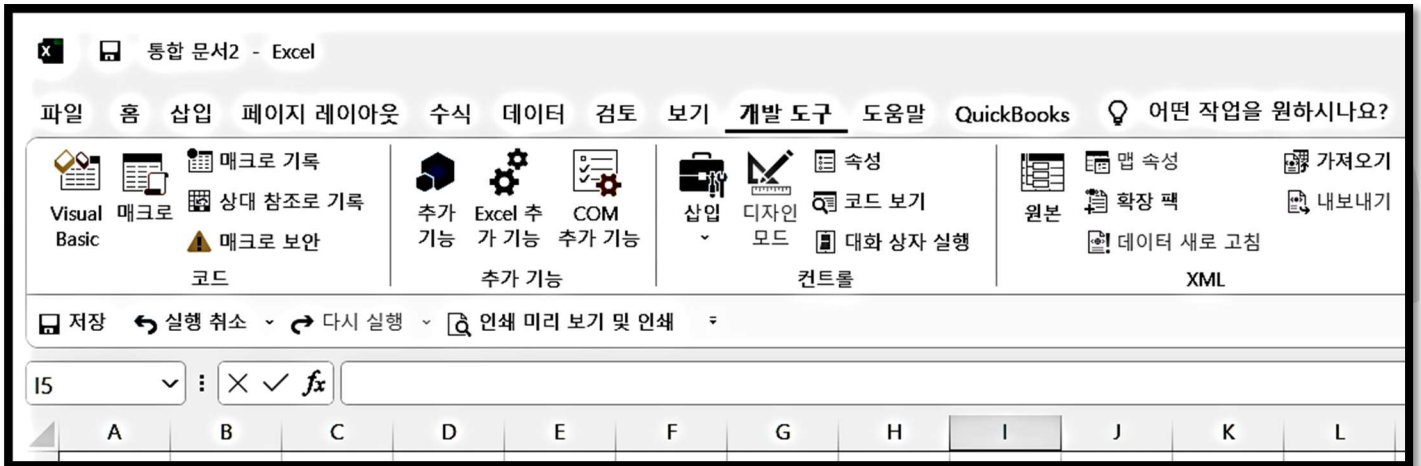 통합 문서2 - Excel
파일 홈 삽입 페이지 레이아웃 수식 데이터 검토 보기 개발 도구 도움말 QuickBooks 어떤 작업을 원하시나요?
Visual Basic
매크로
매크로 기록
상대 참조로 기록
매크로 보안
코드
추가 기능
Excel 추가 기능
COM 추가 기능
추가 기능
삽입
디자인 모드
속성
코드 보기
대화 상자 실행
컨트롤
원본
맵 속성
확장 팩
데이터 새로 고침
가져오기
내보내기
XML
저장 실행 취소 다시 실행 인쇄 미리 보기 및 인쇄
I5 fx
A B C D E F G H I J K L